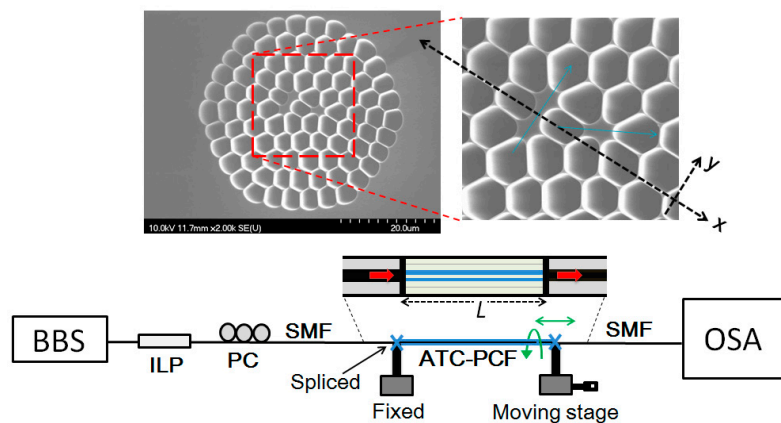 10.0kV 11.7mm x2.00k SE(U)
20.0um
y
x
L
BBS
ILP
PC
SMF
Spliced
ATC-PCF
SMF
OSA
Fixed
Moving stage